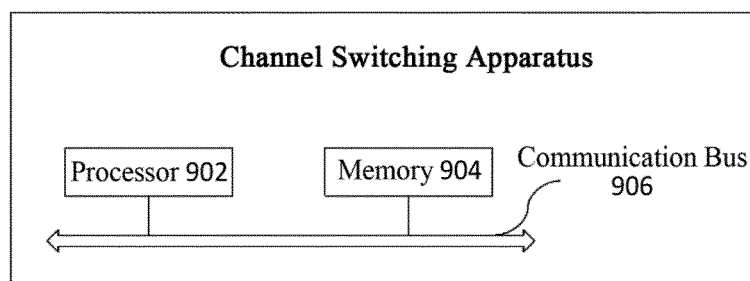 Channel Switching Apparatus
Processor 902
Memory 904
Communication Bus
906